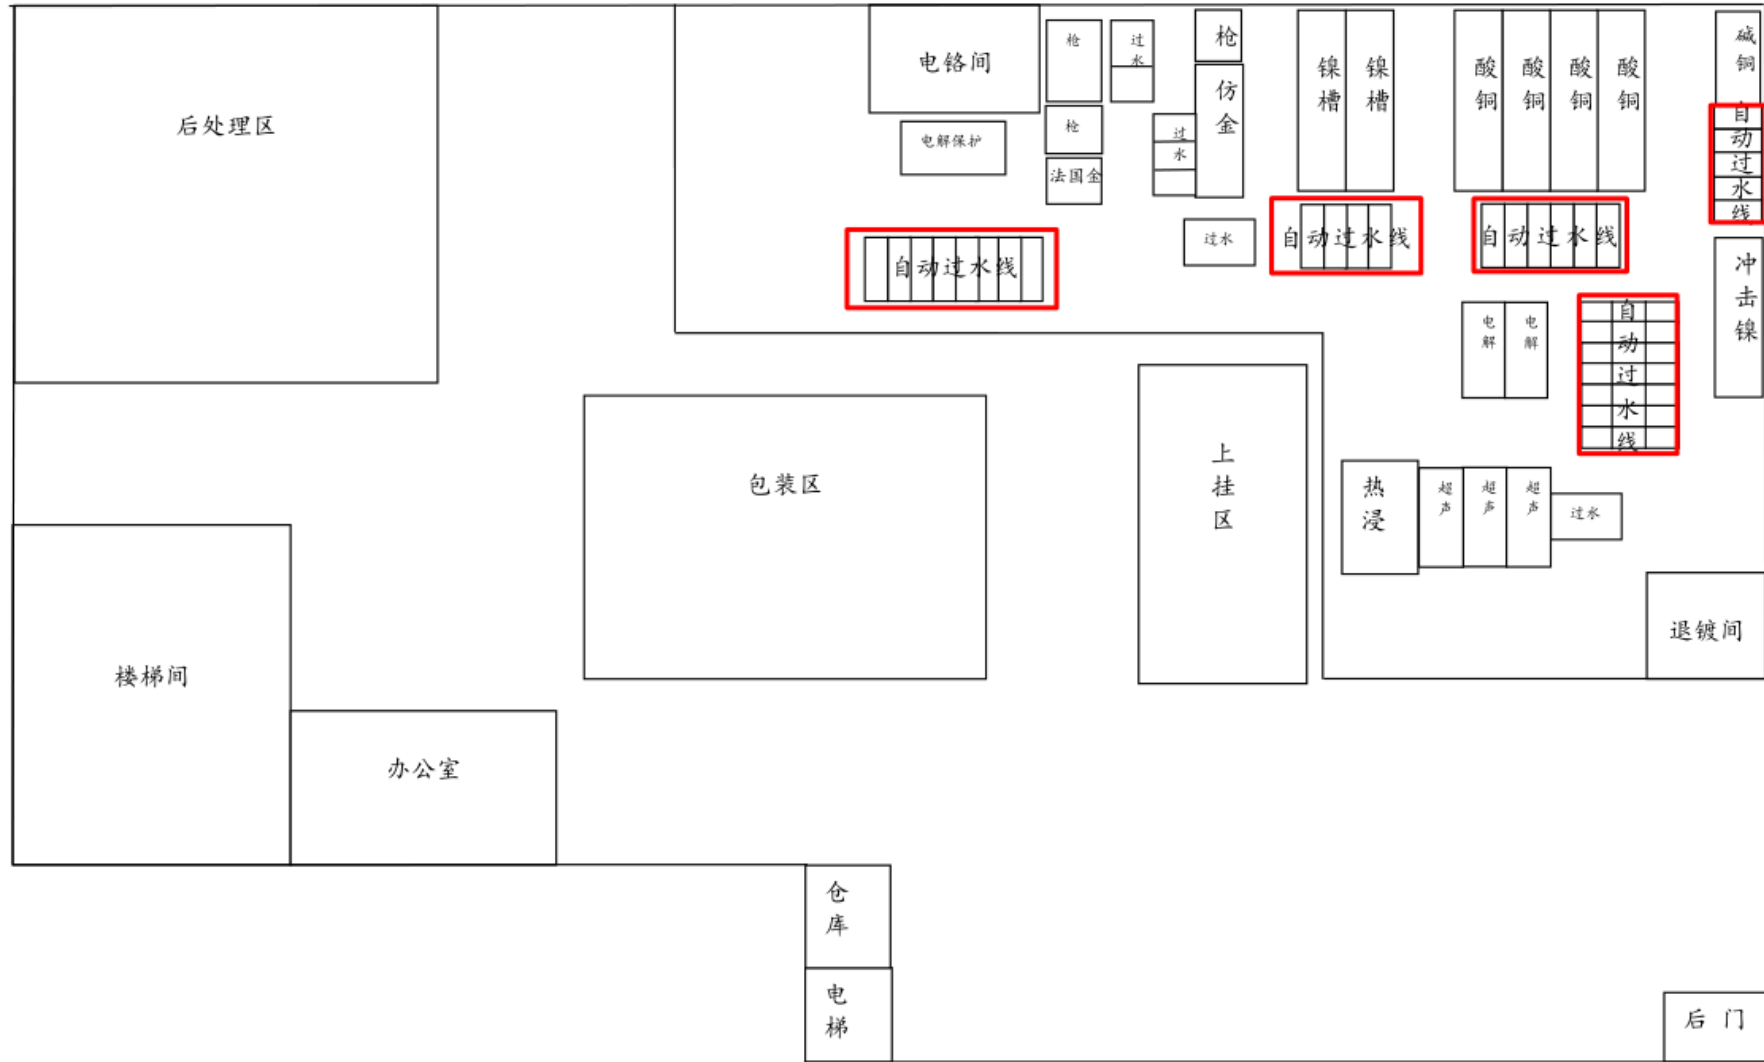 后处理区
电铬间
枪
过水
枪
仿金
镍槽
镍槽
酸铜
酸铜
酸铜
酸铜
碱铜
自动过水线
电解保护
枪
法国金
过水
过水
自动过水线
自动过水线
自动过水线
冲击镍
电解
电解
自动过水线
包装区
上挂区
热浸
超声
超声
超声
过水
楼梯间
退镀间
办公室
仓库
电梯
后门